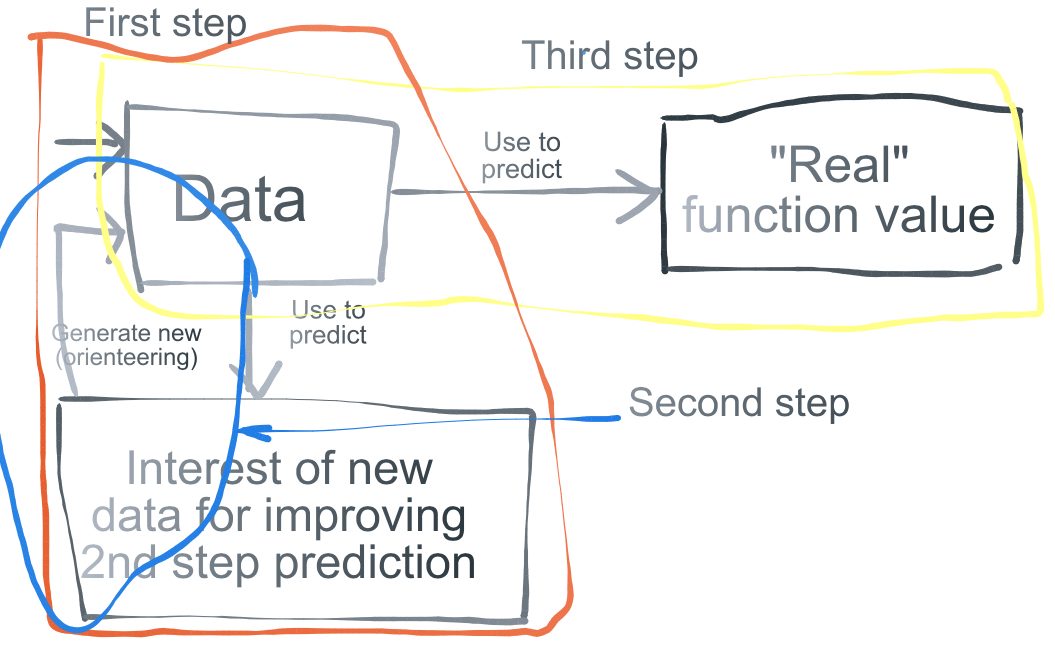 First step
Third step
Use to
predict
"Real"
function value
Data
Use to
predict
Generate new
(orienteering)
Second step
Interest of new
data for improving
2nd step prediction